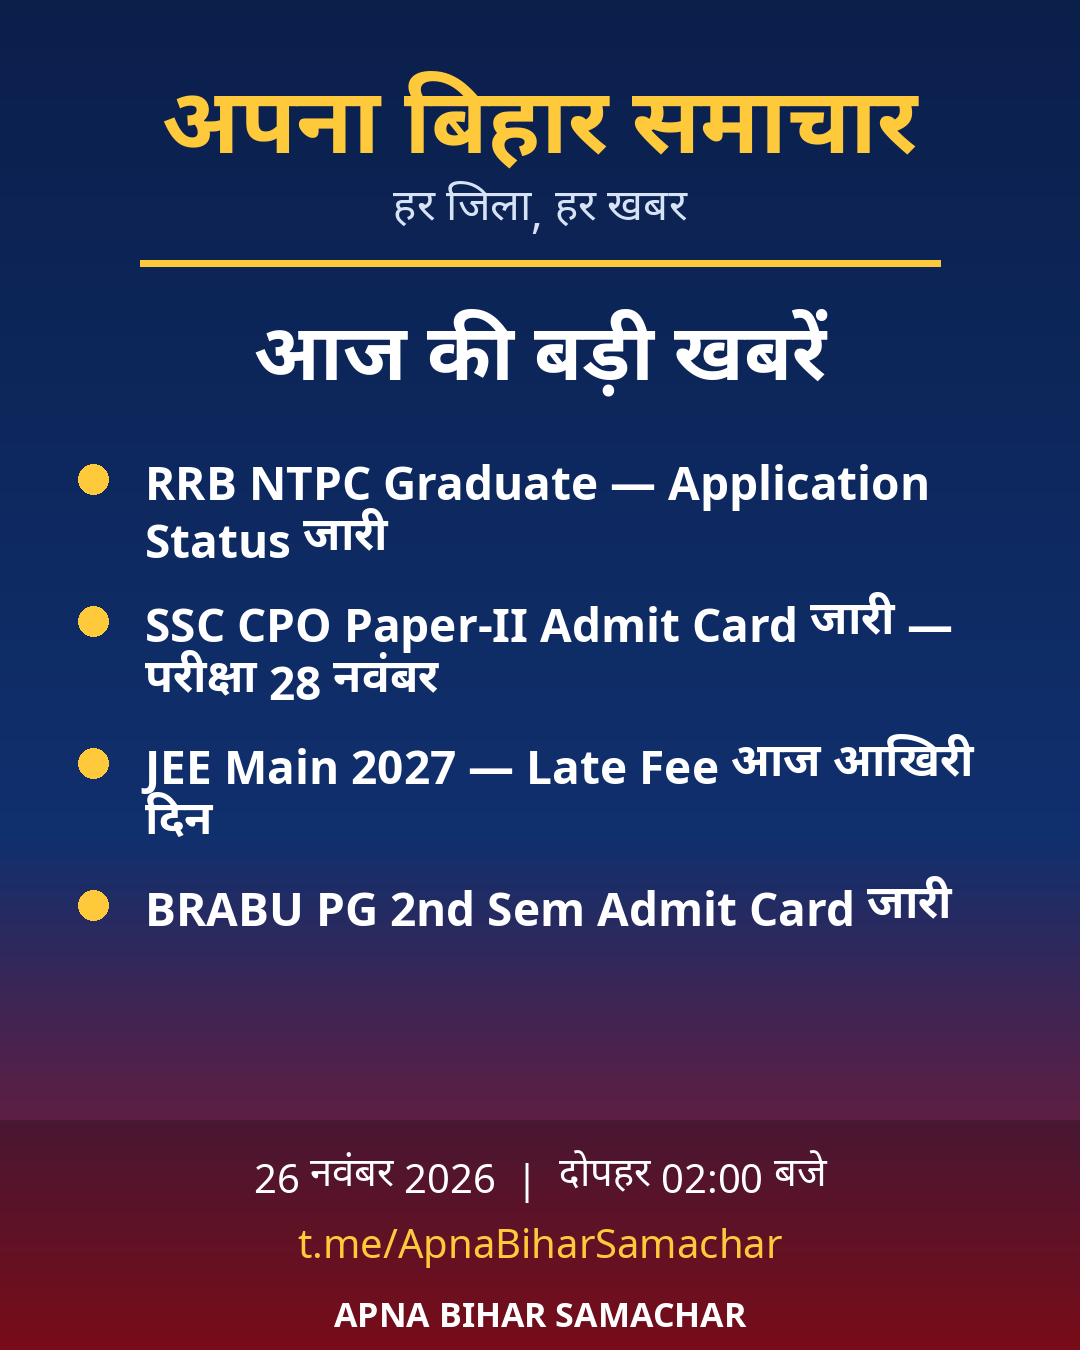 अपना बिहार समाचार
हर जिला, हर खबर
आज की बड़ी खबरें
RRB NTPC Graduate — Application
Status जारी
SSC CPO Paper-II Admit Card जारी —
परीक्षा 28 नवंबर
JEE Main 2027 — Late Fee आज आखिरी
दिन
BRABU PG 2nd Sem Admit Card जारी
26 नवंबर 2026 | दोपहर 02:00 बजे
t.me/ApnaBiharSamachar
APNA BIHAR SAMACHAR